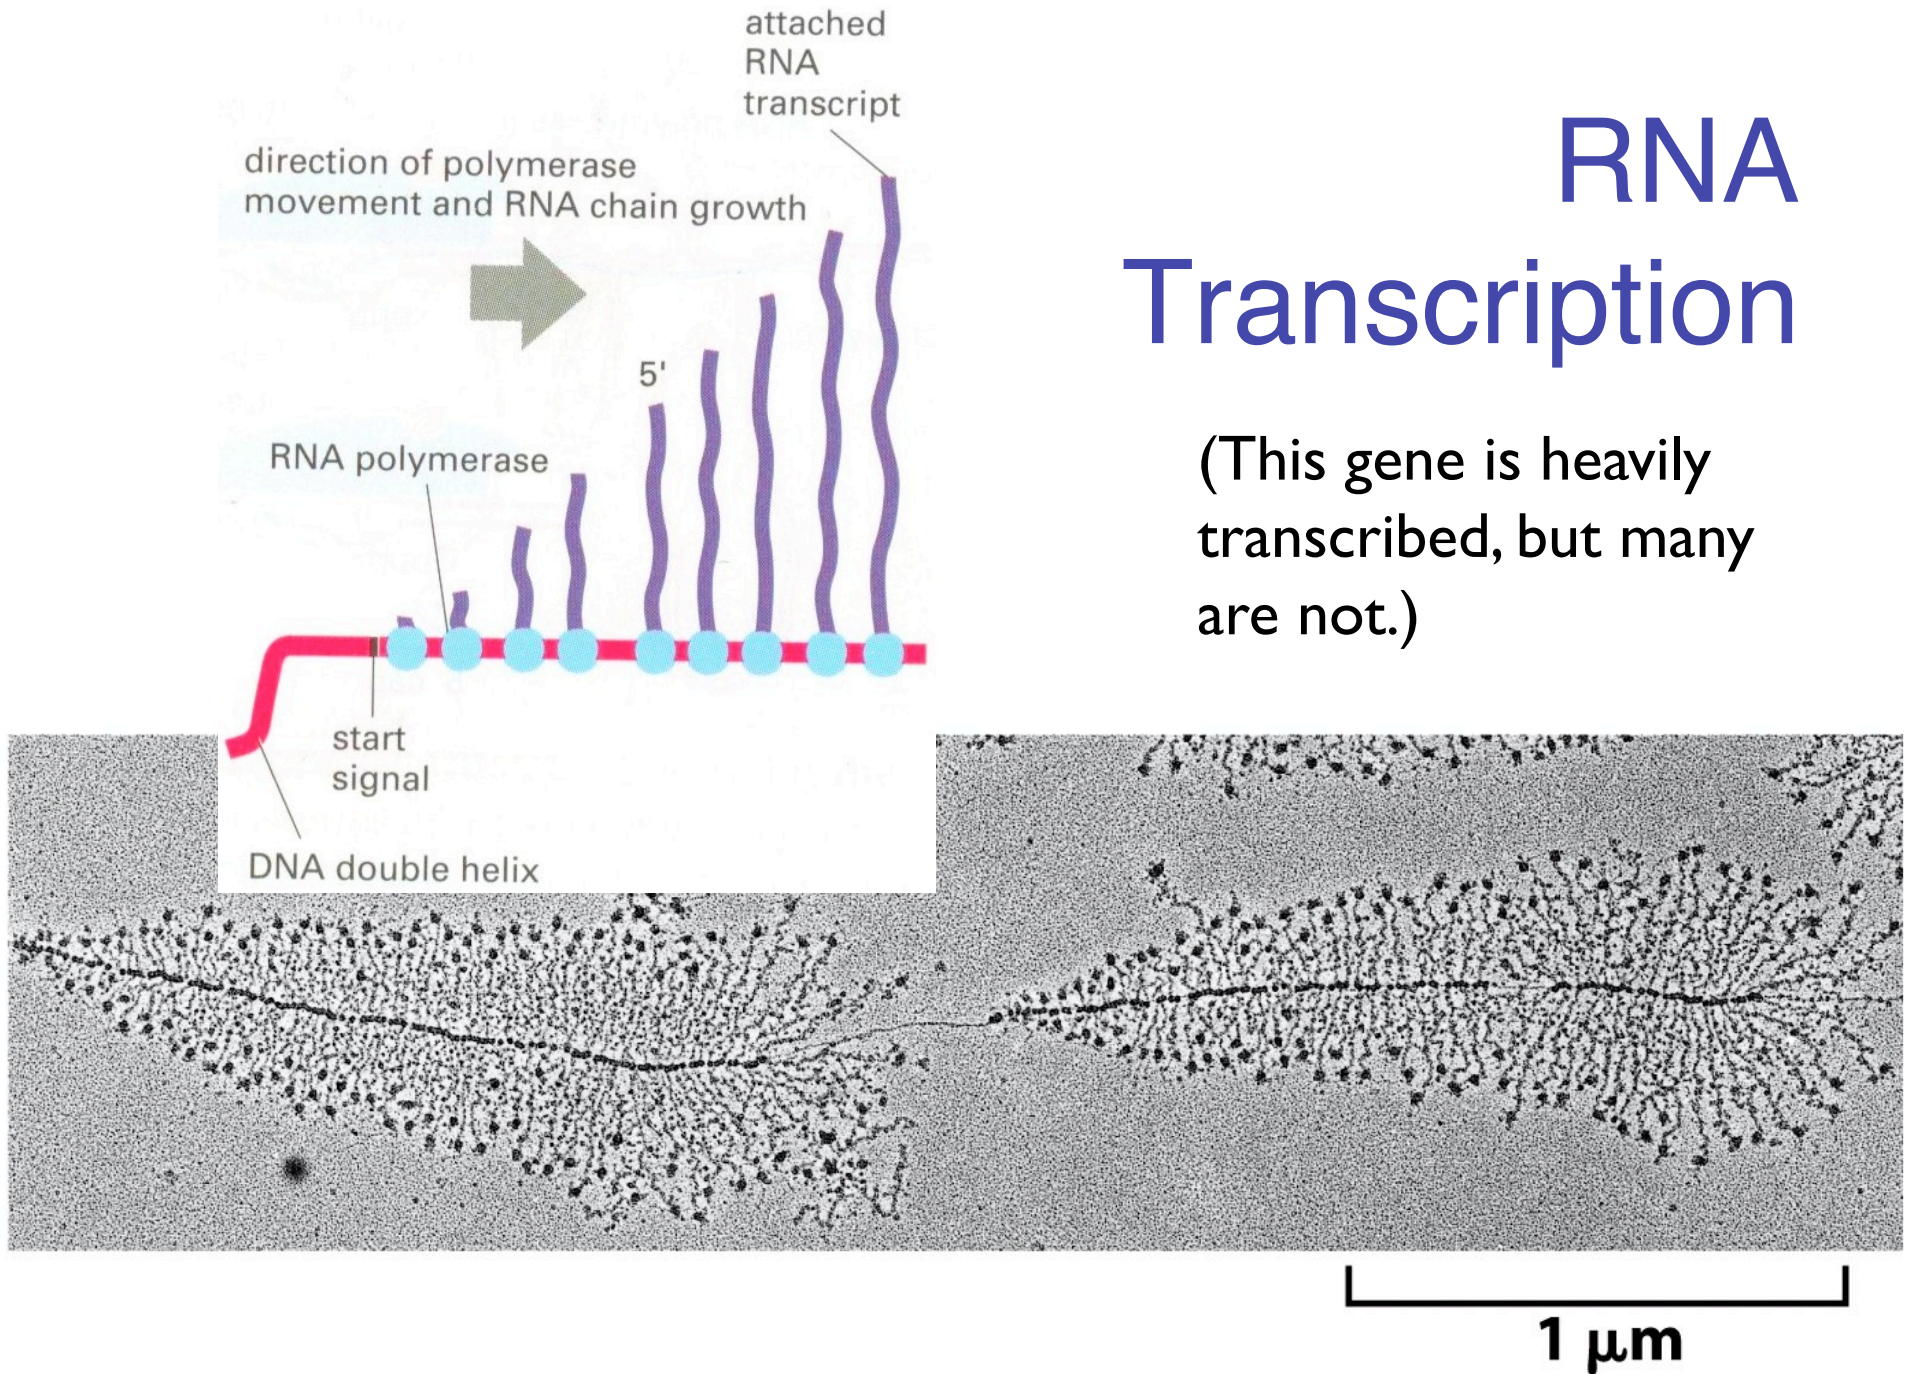 attached
RNA
transcript
direction of polymerase
movement and RNA chain growth
5'
RNA polymerase
start
signal
DNA double helix
RNA
Transcription
(This gene is heavily
transcribed, but many
are not.)
1 μm